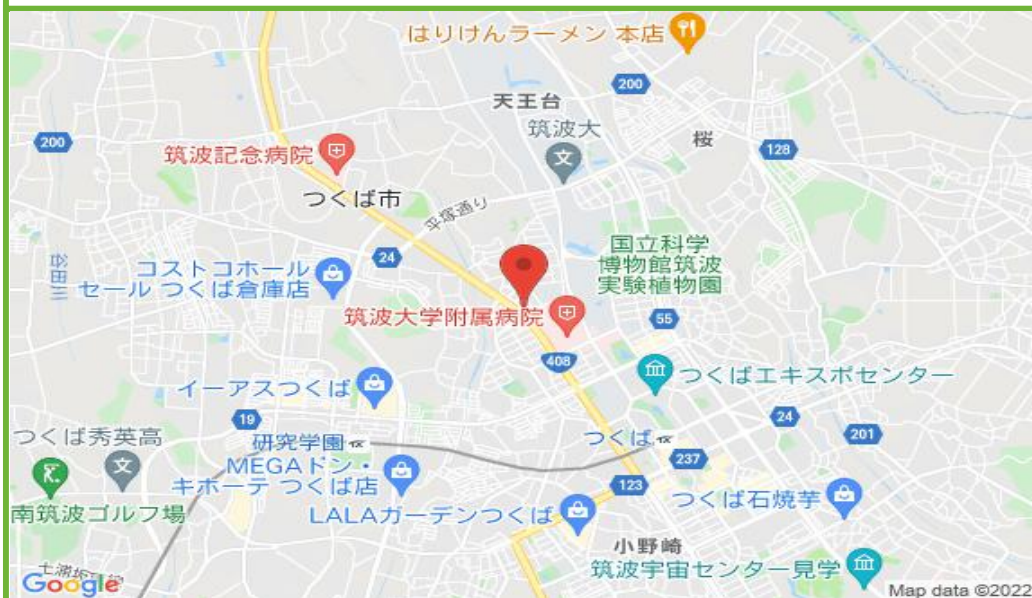 はりけんラーメン 本店
200
天王台
200
筑波大
桜
128
筑波記念病院
つくば市
平塚通り
谷田川
24
国立科学
博物館筑波
実験植物園
コストコホール
セール つくば倉庫店
筑波大学附属病院
55
408
つくばエキスポセンター
イーアスつくば
19
24
201
つくば秀英高
研究学園
つくば
237
MEGAドン・
キホーテ つくば店
123
つくば石焼芋
南筑波ゴルフ場
LALAガーデンつくば
小野崎
筑波宇宙センター見学
Google
Map data ©2022